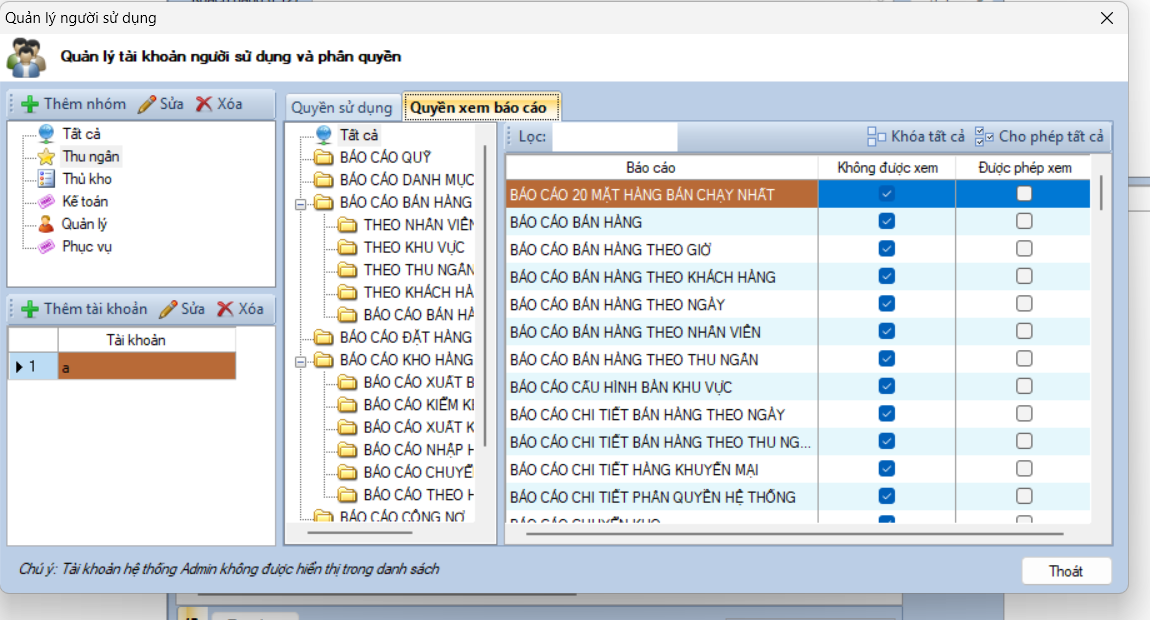 Quản lý người sử dụng
Quản lý tài khoản người sử dụng và phân quyền
Thêm nhóm Sửa Xóa
Tất cả
Thu ngân
Thủ kho
Kế toán
Quản lý
Phục vụ
Thêm tài khoản Sửa Xóa
Tài khoản
1 a
Quyền sử dụng Quyền xem báo cáo
Tất cả
BÁO CÁO QUỸ
BÁO CÁO DANH MỤC
BÁO CÁO BÁN HÀNG
THEO NHÂN VIÊN
THEO KHU VỰC
THEO THU NGÂN
THEO KHÁCH HÀ
BÁO CÁO BÁN HÀ
BÁO CÁO ĐẶT HÀNG
BÁO CÁO KHO HÀNG
BÁO CÁO XUẤT B
BÁO CÁO KIỂM KÊ
BÁO CÁO XUẤT K
BÁO CÁO NHẬP H
BÁO CÁO CHUYỂ
BÁO CÁO THEO H
BÁO CÁO CÔNG NỢ
Lọc: Khóa tất cả Cho phép tất cả
Báo cáo Không được xem Được phép xem
BÁO CÁO 20 MẶT HÀNG BÁN CHẠY NHẤT
BÁO CÁO BÁN HÀNG
BÁO CÁO BÁN HÀNG THEO GIỜ
BÁO CÁO BÁN HÀNG THEO KHÁCH HÀNG
BÁO CÁO BÁN HÀNG THEO NGÀY
BÁO CÁO BÁN HÀNG THEO NHÂN VIÊN
BÁO CÁO BÁN HÀNG THEO THU NGÂN
BÁO CÁO CẤU HÌNH BÀN KHU VỰC
BÁO CÁO CHI TIẾT BÁN HÀNG THEO NGÀY
BÁO CÁO CHI TIẾT BÁN HÀNG THEO THU NG...
BÁO CÁO CHI TIẾT HÀNG KHUYẾN MẠI
BÁO CÁO CHI TIẾT PHÂN QUYỀN HỆ THỐNG
BÁO CÁO CHUYỂN KHO
Chú ý: Tài khoản hệ thống Admin không được hiển thị trong danh sách
Thoát